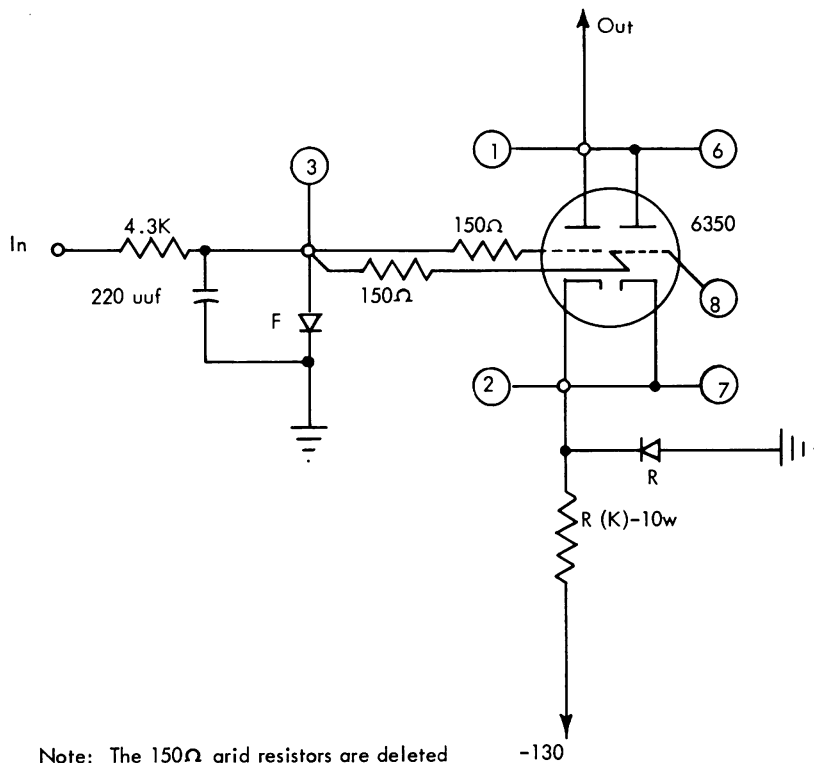 Out
1
6
3
6350
4.3K
150Ω
In
150Ω
220 uuf
8
F
2
7
R
R (K)-10w
-130
Note: The 150Ω grid resistors are deleted